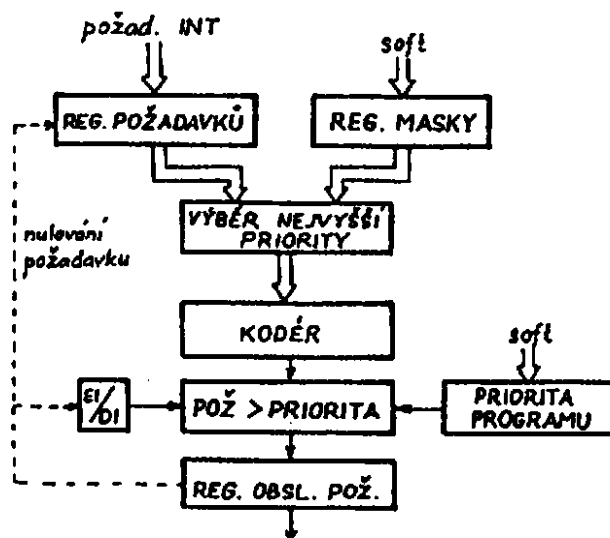 požad. INT
soft
REG. POŽADAVKŮ
REG. MASKY
VÝBĚR NEJVYŠŠÍ
PRIORITY
nulování
požadavku
KODÉR
soft
EI/DI
POŽ > PRIORITA
PRIORITA
PROGRAMU
REG. OBSL. POŽ.